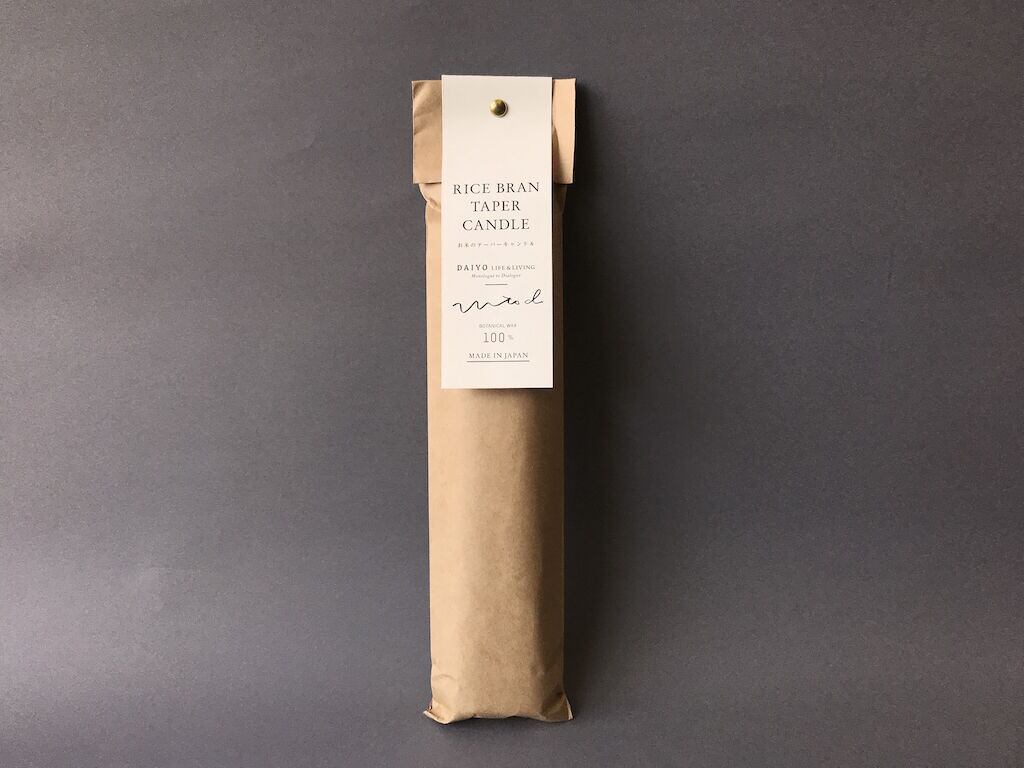 RICE BRAN
TAPER
CANDLE
お米のテーパーキャンドル
DAIYO LIFE & LIVING
Monologue to Dialogue
BOTANICAL WAX
100%
MADE IN JAPAN